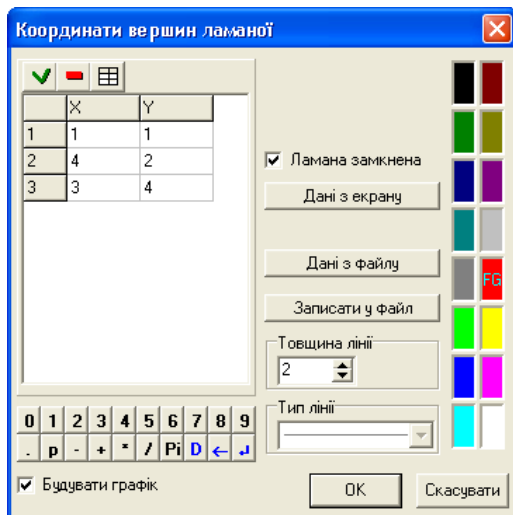 Координати вершин ламаної
X Y
1 1 1
2 4 2
3 3 4
Ламана замкнена
Дані з екрану
Дані з файлу
Записати у файл
FG
Товщина лінії
2
Тип лінії
0 1 2 3 4 5 6 7 8 9
. p - + * / Pi D ← ↲
Будувати графік
OK
Скасувати